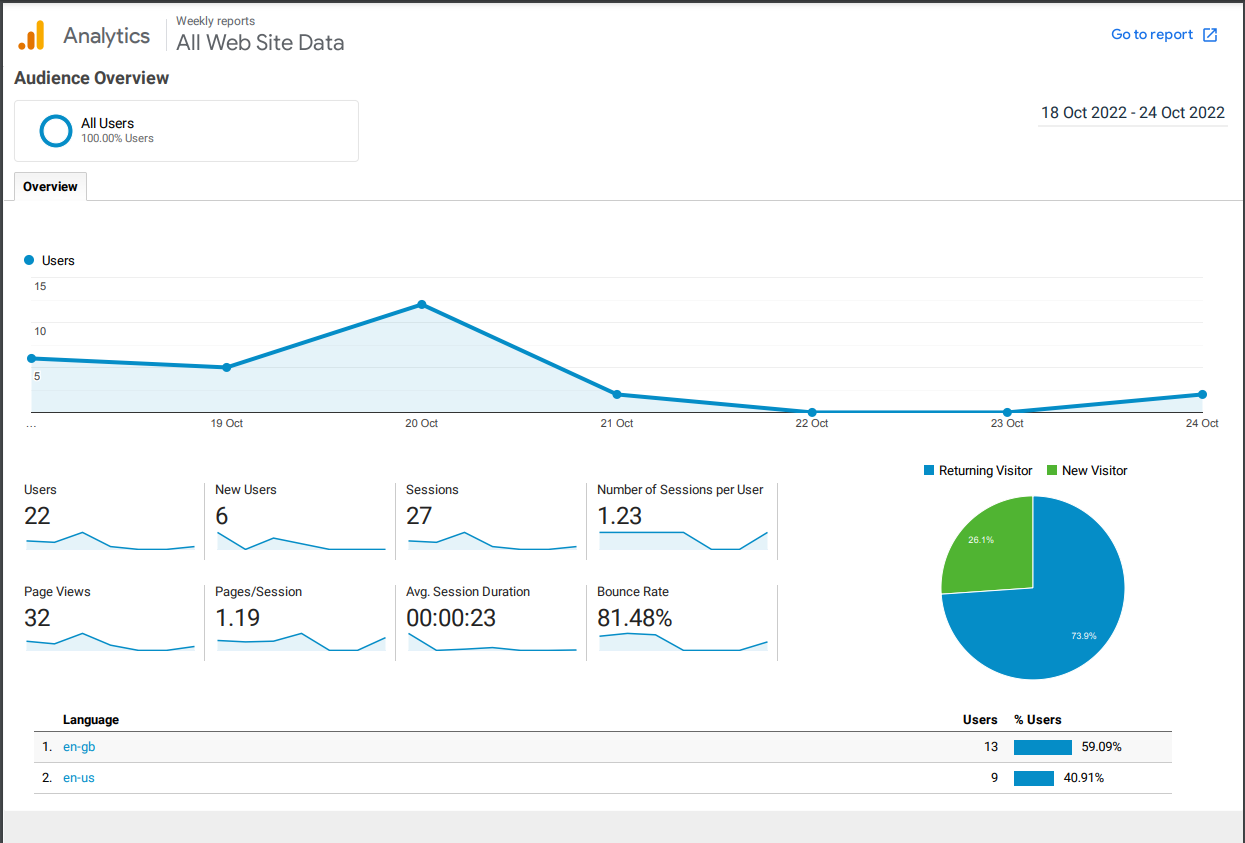 Analytics
Weekly reports
All Web Site Data
Go to report
Audience Overview
All Users
100.00% Users
18 Oct 2022 - 24 Oct 2022
Overview
Users
15
10
5
...
19 Oct
20 Oct
21 Oct
22 Oct
23 Oct
24 Oct
Returning Visitor
New Visitor
26.1%
73.9%
Users
22
New Users
6
Sessions
27
Number of Sessions per User
1.23
Page Views
32
Pages/Session
1.19
Avg. Session Duration
00:00:23
Bounce Rate
81.48%
Language Users % Users
1. en-gb 13 59.09%
2. en-us 9 40.91%